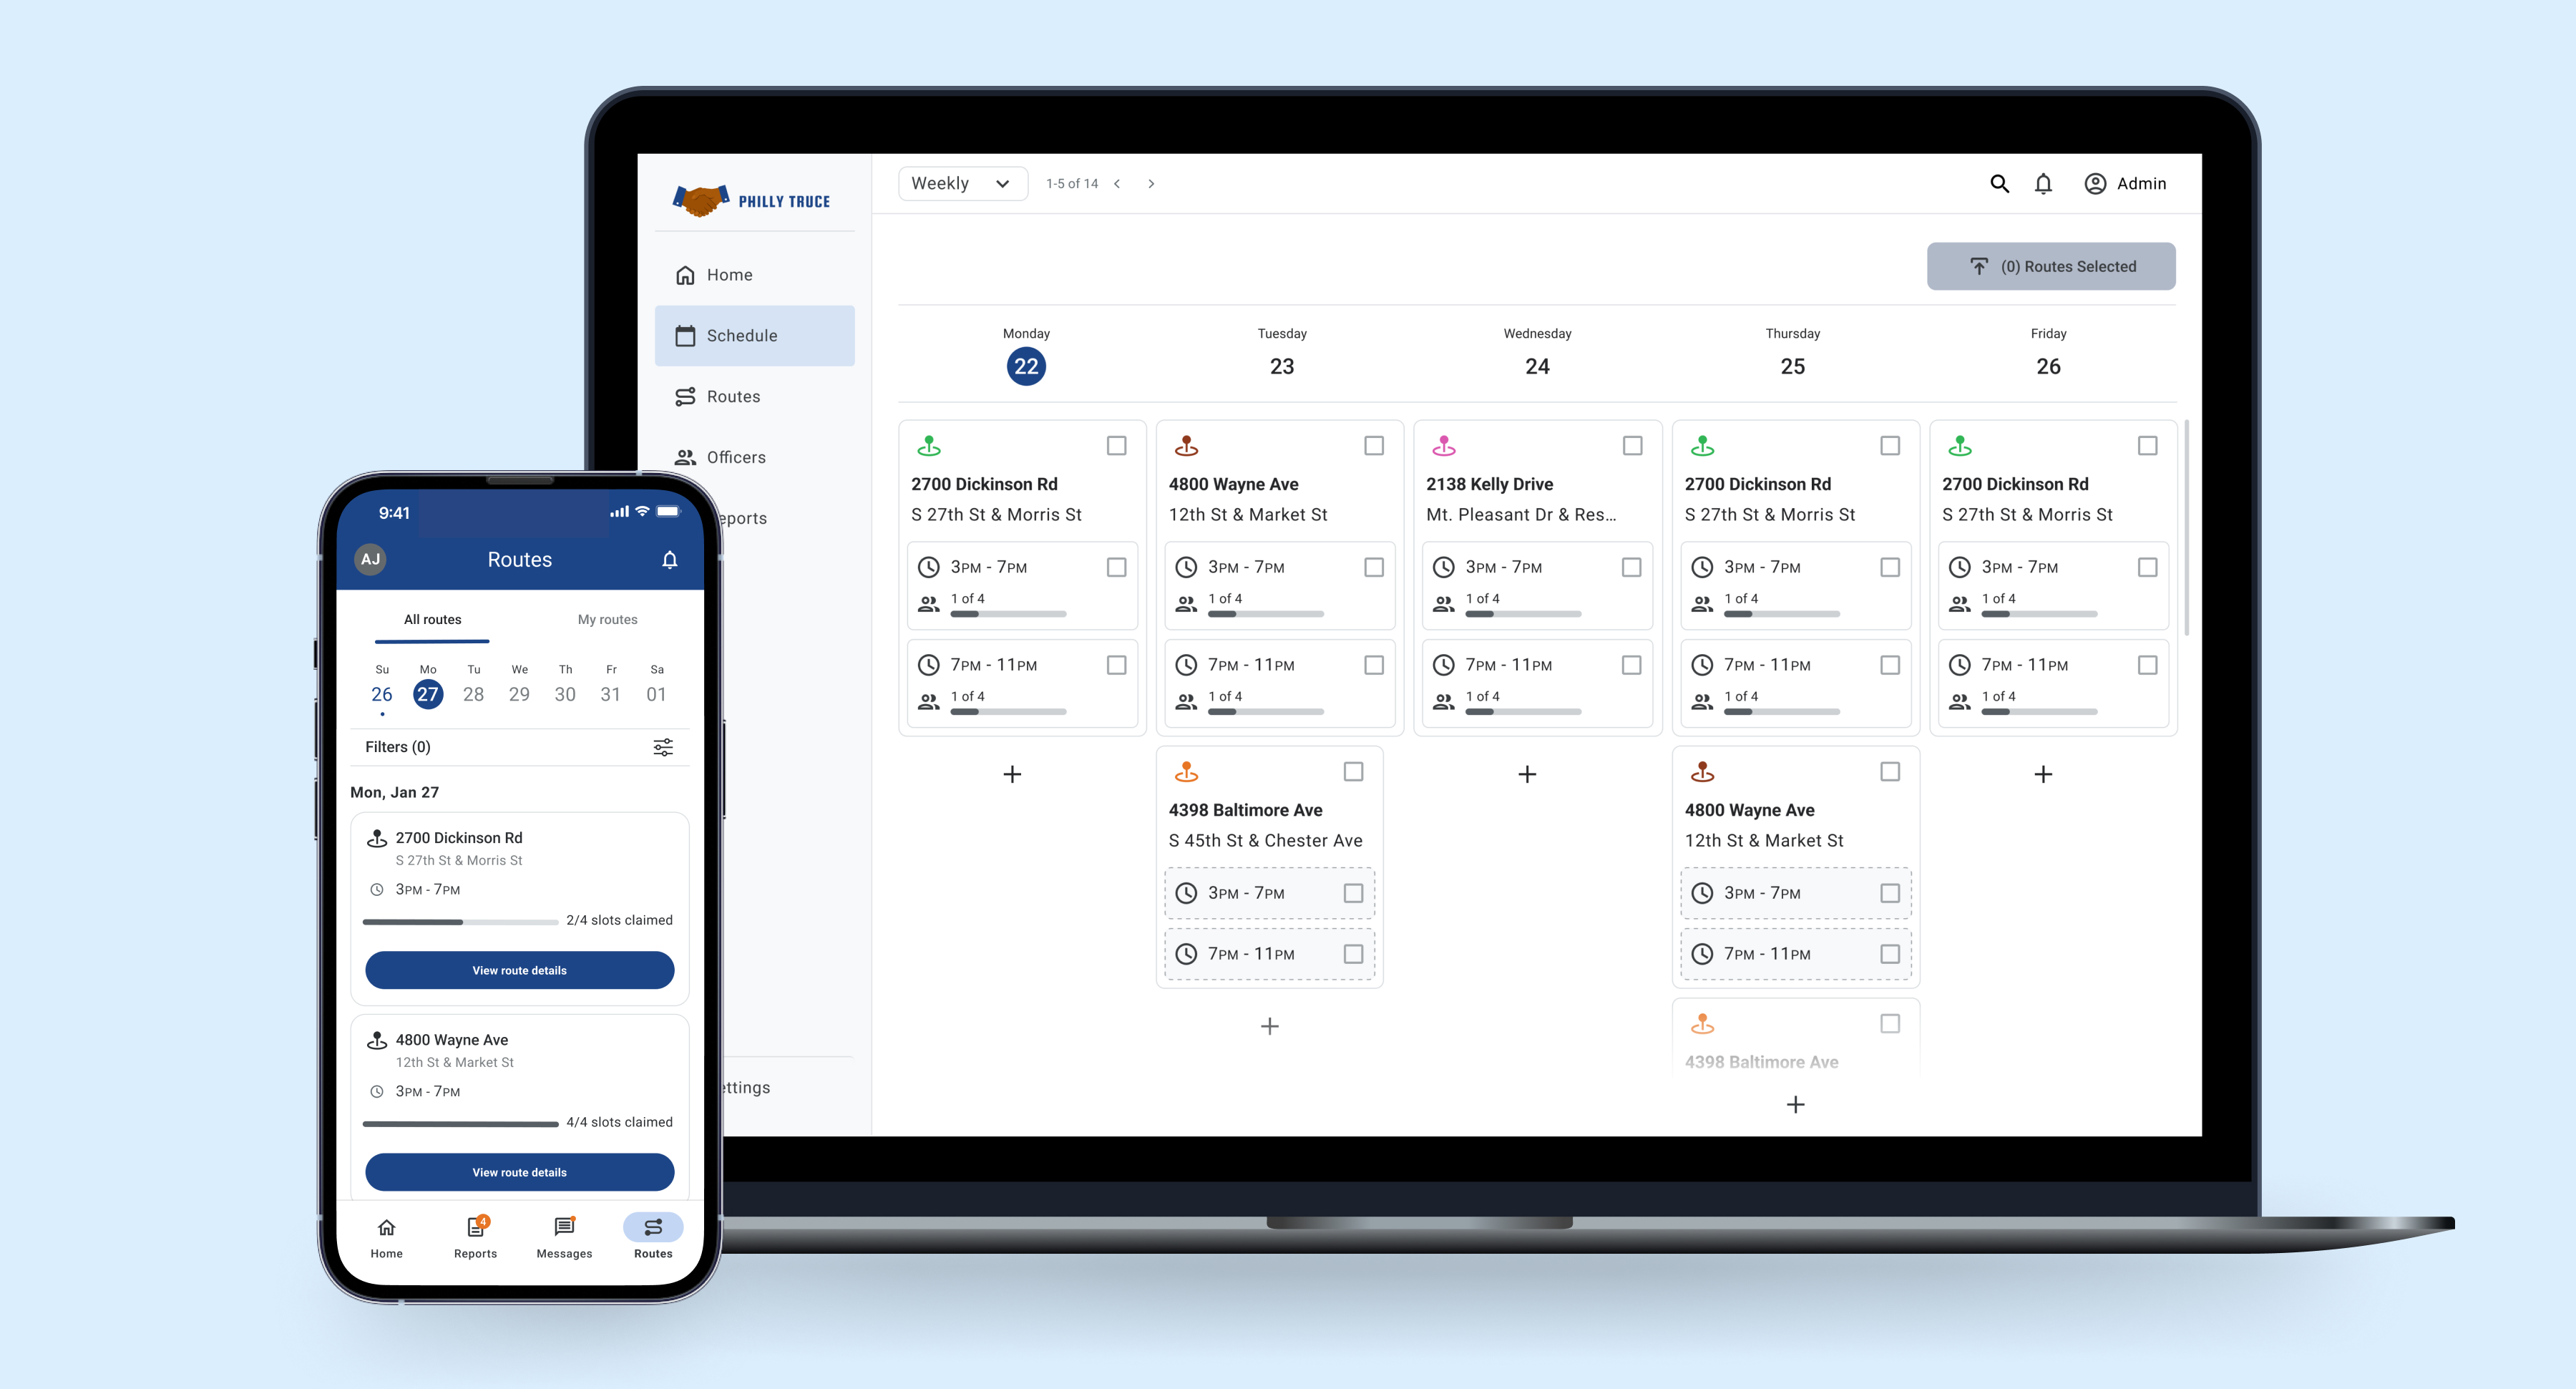 PHILLY TRUCE
Home
Schedule
Routes
Officers
eports
ettings
Weekly
1-5 of 14
Admin
(0) Routes Selected
Monday
22
Tuesday
23
Wednesday
24
Thursday
25
Friday
26
2700 Dickinson Rd
S 27th St & Morris St
3PM - 7PM
1 of 4
7PM - 11PM
1 of 4
4800 Wayne Ave
12th St & Market St
3PM - 7PM
1 of 4
7PM - 11PM
1 of 4
4398 Baltimore Ave
S 45th St & Chester Ave
3PM - 7PM
7PM - 11PM
2138 Kelly Drive
Mt. Pleasant Dr & Res...
3PM - 7PM
1 of 4
7PM - 11PM
1 of 4
2700 Dickinson Rd
S 27th St & Morris St
3PM - 7PM
1 of 4
7PM - 11PM
1 of 4
4800 Wayne Ave
12th St & Market St
3PM - 7PM
7PM - 11PM
4398 Baltimore Ave
2700 Dickinson Rd
S 27th St & Morris St
3PM - 7PM
1 of 4
7PM - 11PM
1 of 4
9:41
AJ
Routes
All routes
My routes
Su Mo Tu We Th Fr Sa
26 27 28 29 30 31 01
Filters (0)
Mon, Jan 27
2700 Dickinson Rd
S 27th St & Morris St
3PM - 7PM
2/4 slots claimed
View route details
4800 Wayne Ave
12th St & Market St
3PM - 7PM
4/4 slots claimed
View route details
4
Home
Reports
Messages
Routes